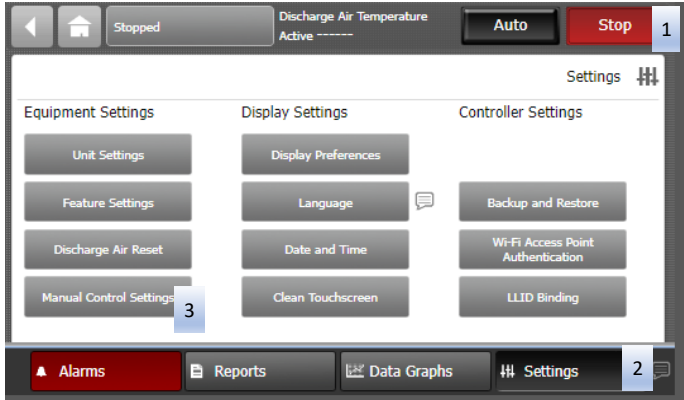 Stopped
Discharge Air Temperature
Active ------
Auto
Stop
1
Settings
Equipment Settings
Display Settings
Controller Settings
Unit Settings
Display Preferences
Feature Settings
Language
Backup and Restore
Discharge Air Reset
Date and Time
Wi-Fi Access Point
Authentication
Manual Control Settings
3
Clean Touchscreen
LLID Binding
Alarms
Reports
Data Graphs
Settings
2